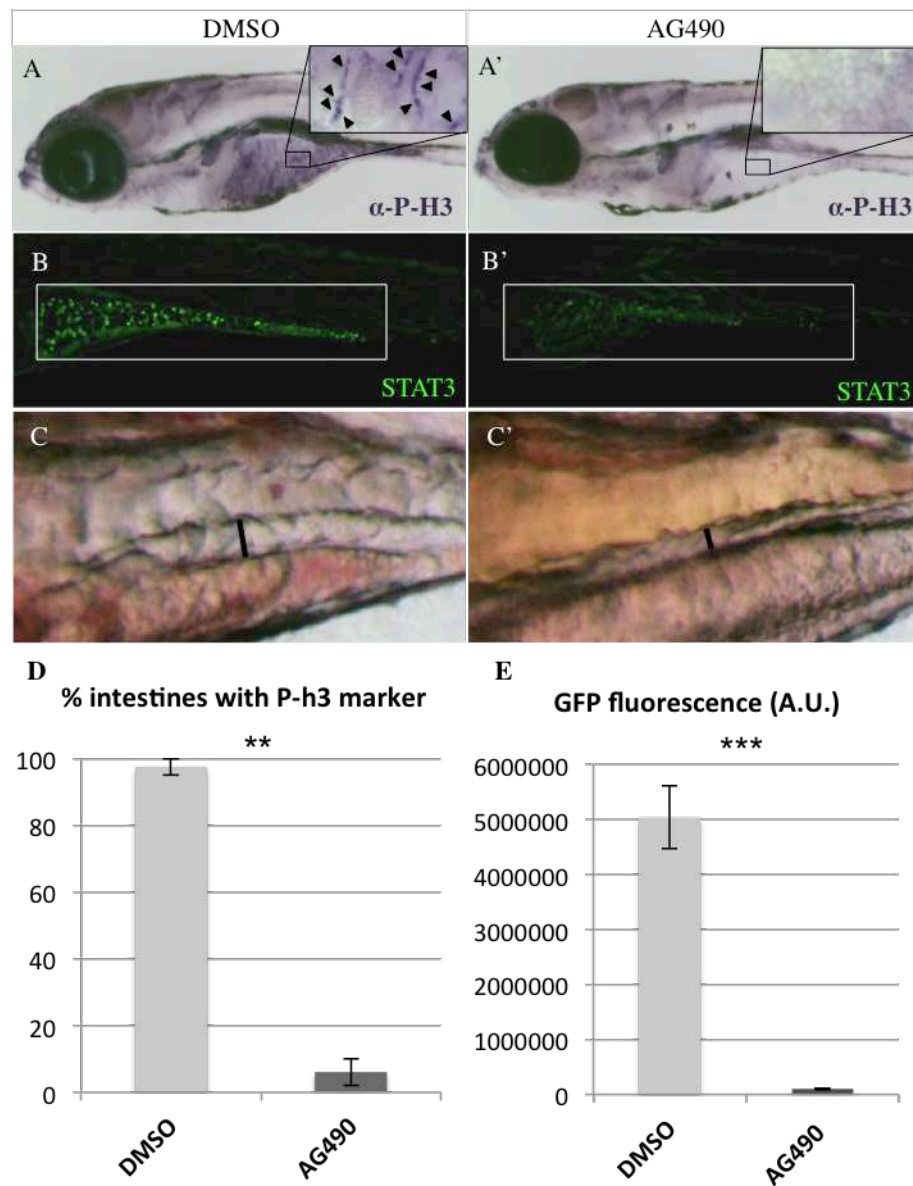 DMSO
AG490
A
A'
α-P-H3
α-P-H3
B
B'
STAT3
STAT3
C
C'
D
% intestines with P-h3 marker
**
100
80
60
40
20
0
DMSO
AG490
E
GFP fluorescence (A.U.)
***
6000000
5000000
4000000
3000000
2000000
1000000
0
DMSO
AG490